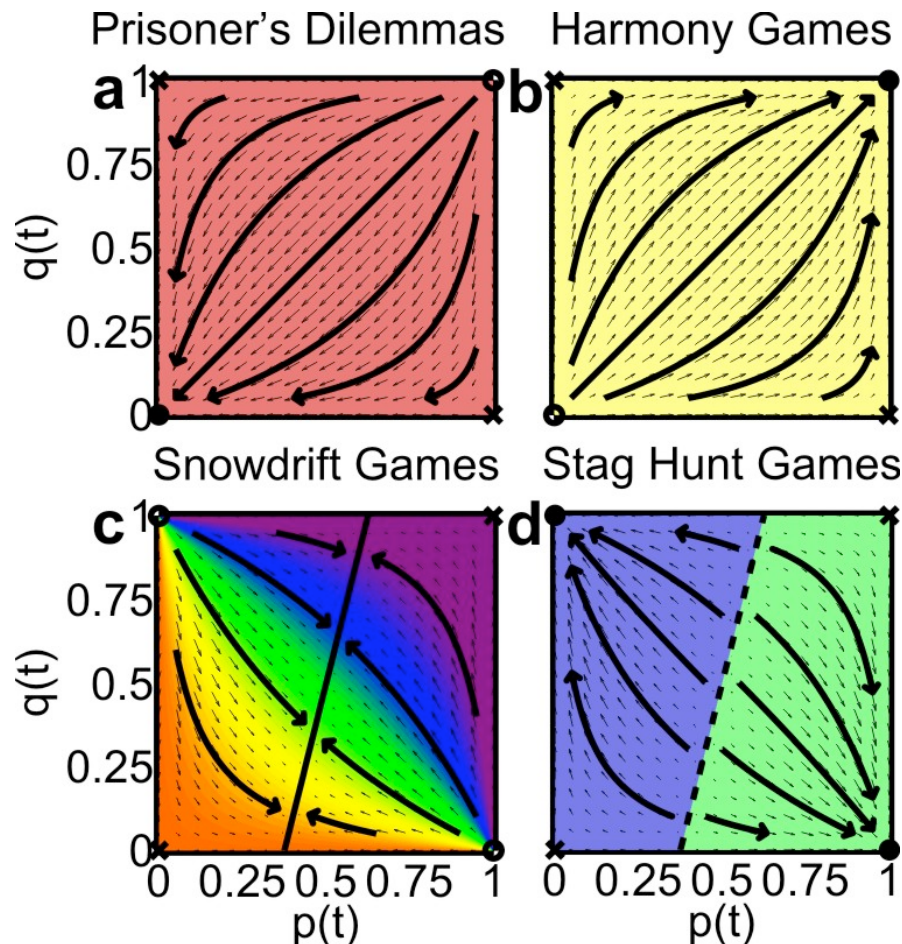 Prisoner’s Dilemmas
Harmony Games
a
b
1
0.75
0.5
0.25
0
q(t)
Snowdrift Games
Stag Hunt Games
c
d
1
0.75
0.5
0.25
0
q(t)
0 0.25 0.5 0.75 1
0 0.25 0.5 0.75 1
p(t)
p(t)